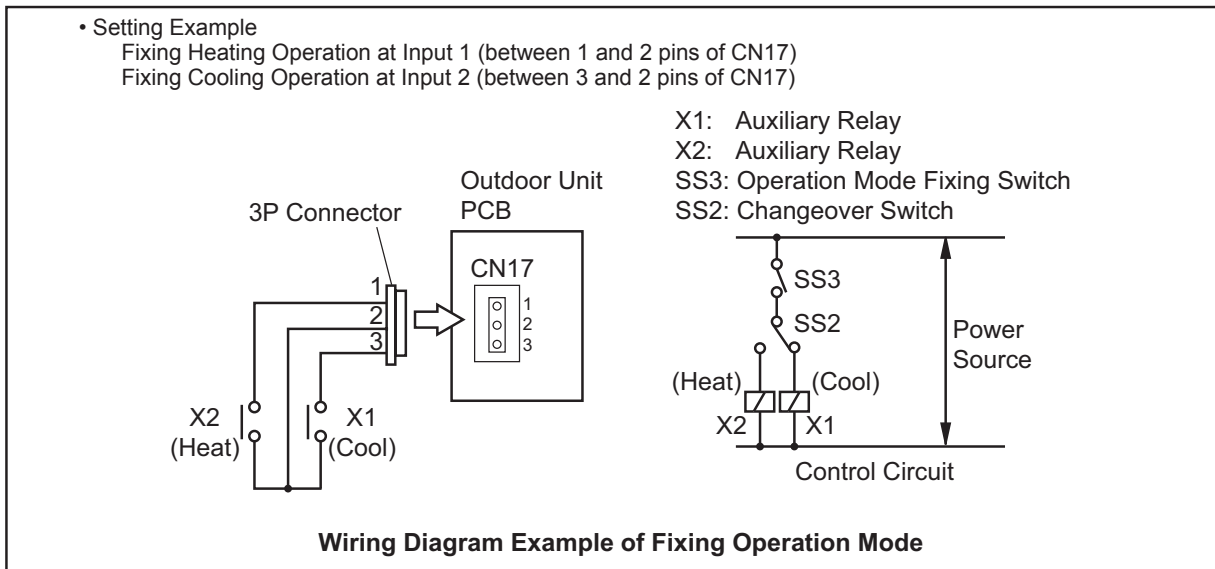 • Setting Example
Fixing Heating Operation at Input 1 (between 1 and 2 pins of CN17)
Fixing Cooling Operation at Input 2 (between 3 and 2 pins of CN17)
X1: Auxiliary Relay
X2: Auxiliary Relay
SS3: Operation Mode Fixing Switch
SS2: Changeover Switch
Outdoor Unit
PCB
3P Connector
CN17
1
2
3
1
2
3
X2
(Heat)
X1
(Cool)
SS3
SS2
Power
Source
(Heat)
(Cool)
X2
X1
Control Circuit
Wiring Diagram Example of Fixing Operation Mode